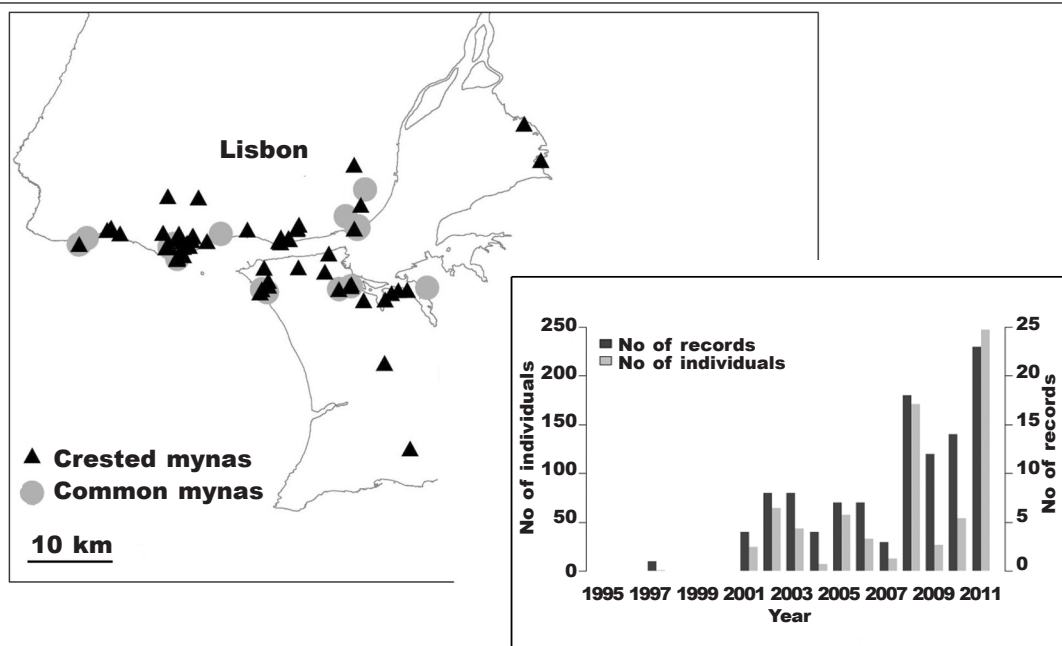 Lisbon
Crested mynas
Common mynas
10 km
No of records
No of individuals
No of individuals
250
200
150
100
50
0
25
20
15
10
5
0
No of records
1995 1997 1999 2001 2003 2005 2007 2009 2011
Year